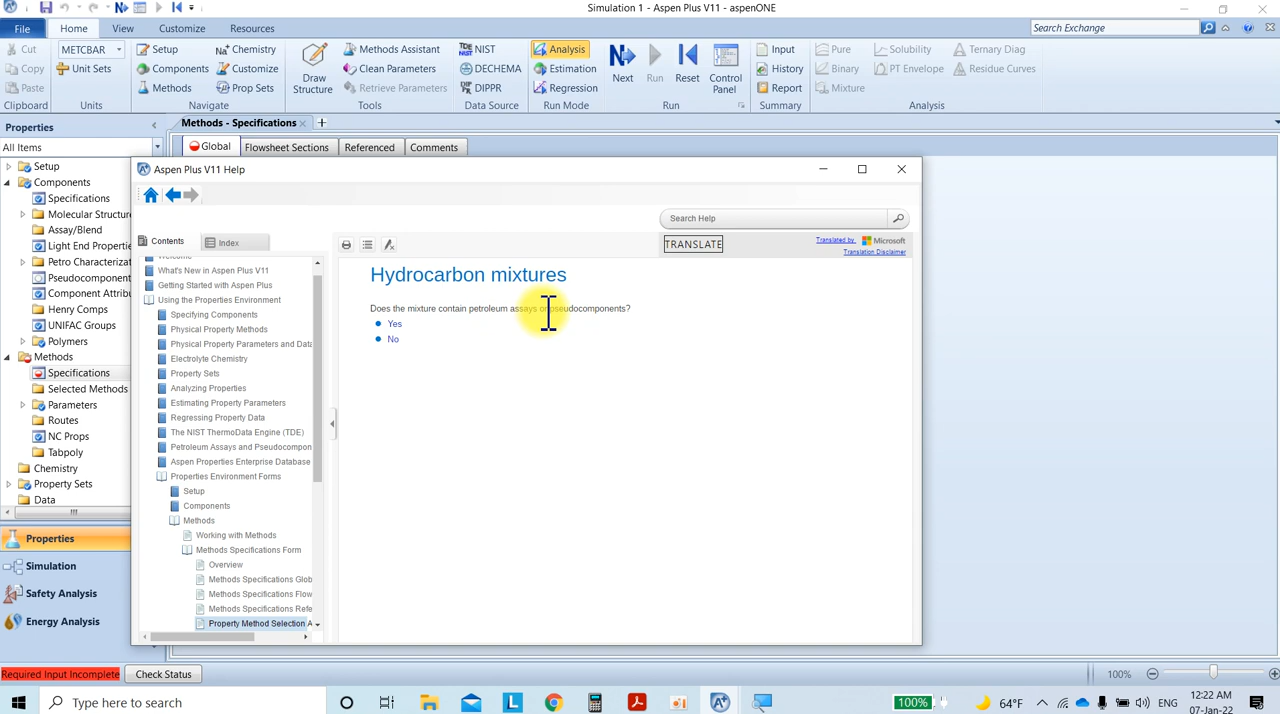 Simulation 1 - Aspen Plus V11 - aspenONE
File Home View Customize Resources Search Exchange
Cut METCBAR Setup Chemistry Methods Assistant NIST Analysis Input Pure Solubility Ternary Diag
Copy Unit Sets Components Customize Draw Structure Clean Parameters DECHEMA Estimation Next Run Reset Control Panel History Binary PT Envelope Residue Curves
Paste Methods Prop Sets Retrieve Parameters DIPPR Regression Report Mixture
Clipboard Units Navigate Tools Data Source Run Mode Run Summary Analysis
Properties
All Items
Setup
Components
Specifications
Molecular Structure
Assay/Blend
Light End Properti
Petro Characteriza
Pseudocomponent
Component Attrib
Henry Comps
UNIFAC Groups
Polymers
Methods
Specifications
Selected Methods
Parameters
Routes
NC Props
Tabpoly
Chemistry
Property Sets
Data
Properties
Simulation
Safety Analysis
Energy Analysis
Methods - Specifications
Global Flowsheet Sections Referenced Comments
Aspen Plus V11 Help
Search Help
Contents Index
TRANSLATE
Translated by Microsoft
Translation Disclaimer
Welcome
What's New in Aspen Plus V11
Getting Started with Aspen Plus
Using the Properties Environment
Specifying Components
Physical Property Methods
Physical Property Parameters and Data
Electrolyte Chemistry
Property Sets
Analyzing Properties
Estimating Property Parameters
Regressing Property Data
The NIST ThermoData Engine (TDE)
Petroleum Assays and Pseudocompon
Aspen Properties Enterprise Database
Properties Environment Forms
Setup
Components
Methods
Working with Methods
Methods Specifications Form
Overview
Methods Specifications Glob
Methods Specifications Flow
Methods Specifications Refe
Property Method Selection A
Hydrocarbon mixtures
Does the mixture contain petroleum assays or pseudocomponents?
Yes
No
Required Input Incomplete Check Status 100%
Type here to search 100% 64°F ENG 12:22 AM
07-Jan-22